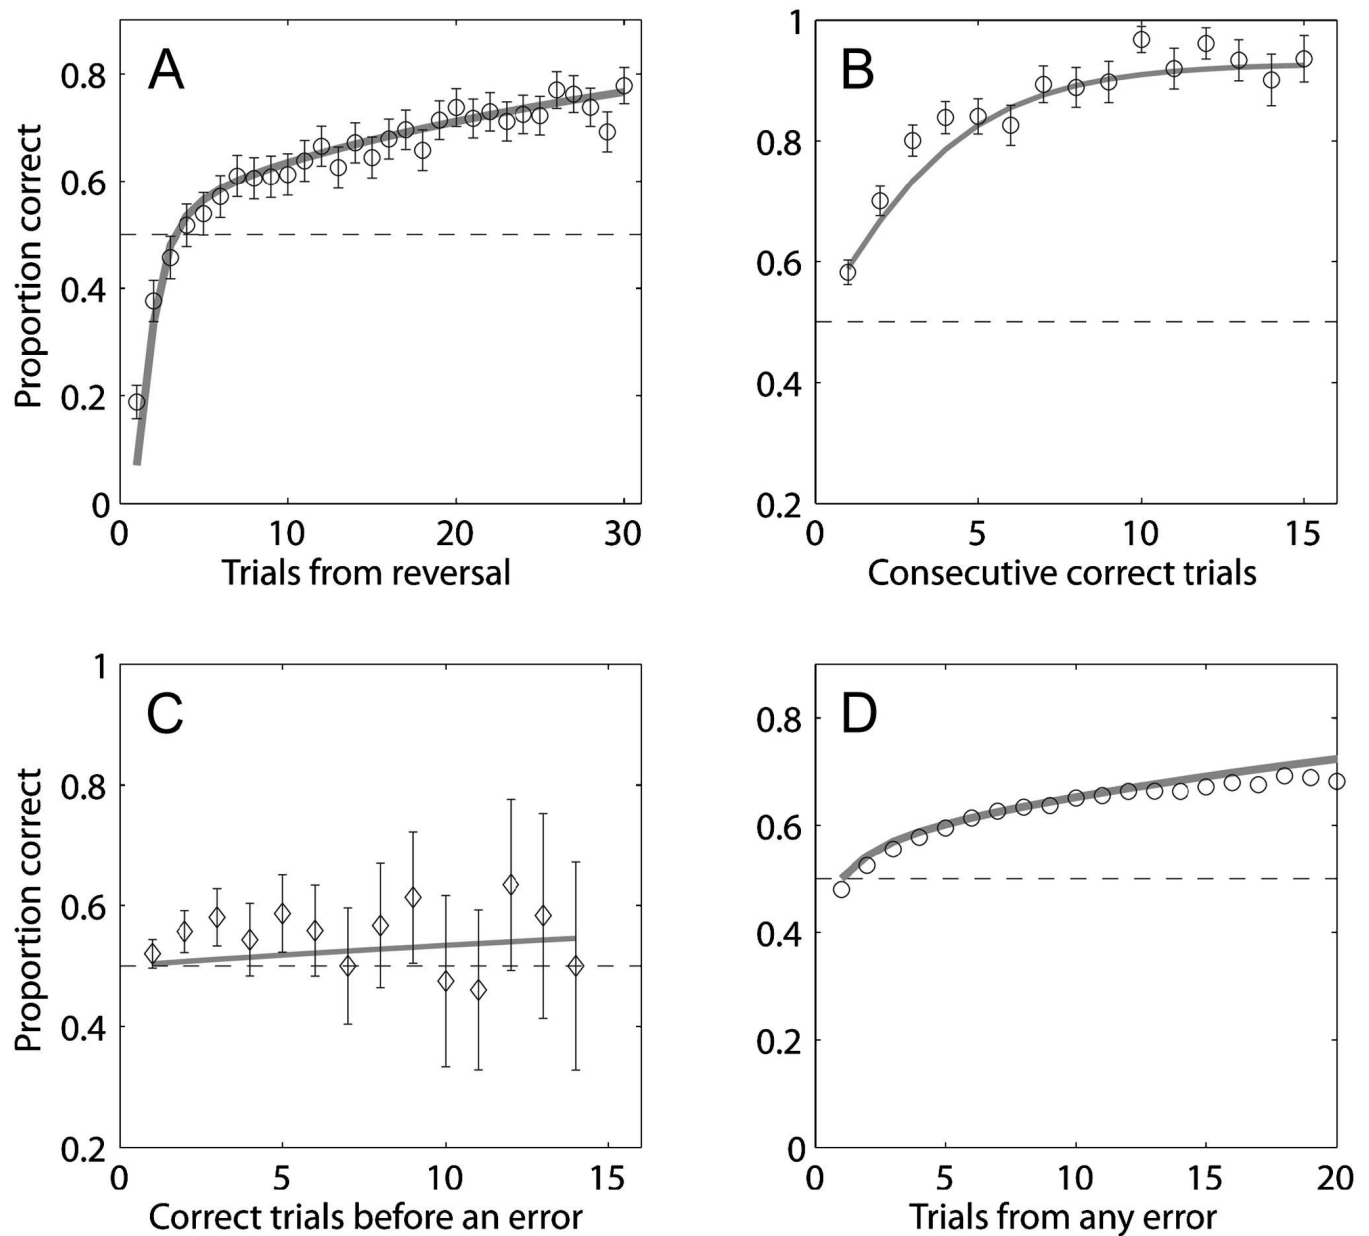 A
Proportion correct
0.8
0.6
0.4
0.2
0
0 10 20 30
Trials from reversal
B
1
0.8
0.6
0.4
0.2
0 5 10 15
Consecutive correct trials
C
Proportion correct
1
0.8
0.6
0.4
0.2
0 5 10 15
Correct trials before an error
D
0.8
0.6
0.4
0.2
0
0 5 10 15 20
Trials from any error